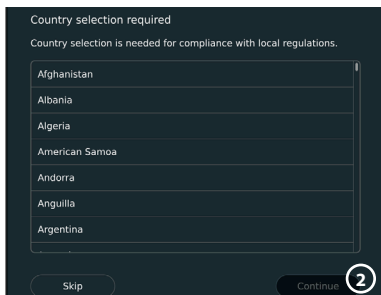 Country selection required
Country selection is needed for compliance with local regulations.
Afghanistan
Albania
Algeria
American Samoa
Andorra
Anguilla
Argentina
Skip
Continue
2